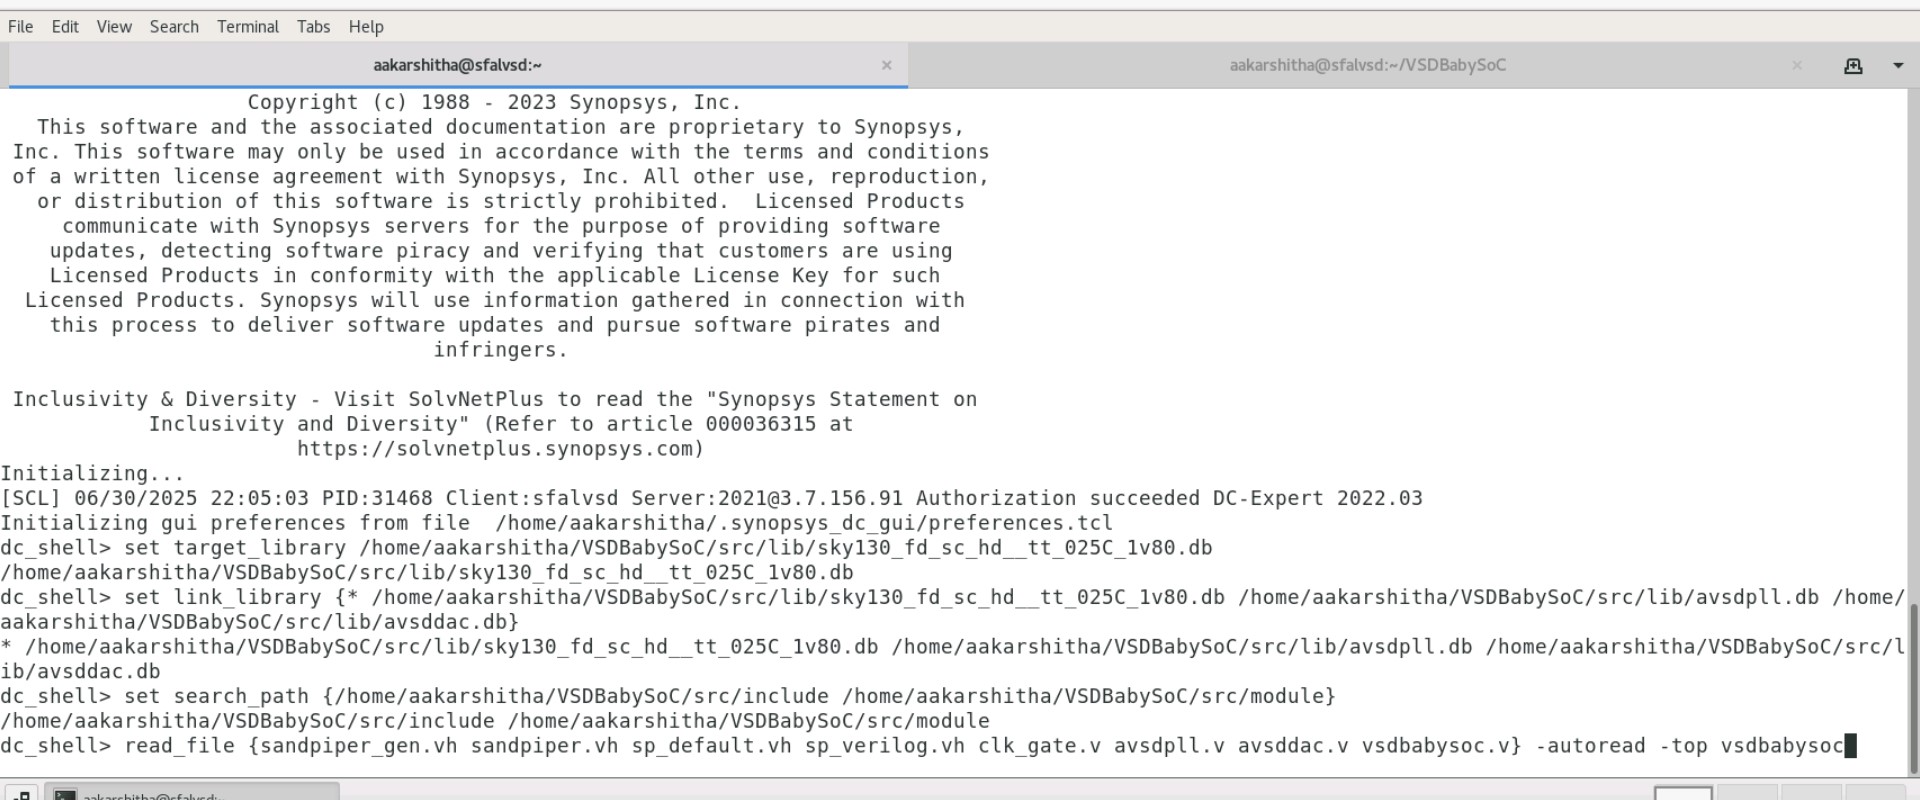 File Edit View Search Terminal Tabs Help
aakarshitha@sfalvsd:~ × aakarshitha@sfalvsd:~/VSDBabySoC ×
Copyright (c) 1988 - 2023 Synopsys, Inc.
This software and the associated documentation are proprietary to Synopsys,
Inc. This software may only be used in accordance with the terms and conditions
of a written license agreement with Synopsys, Inc. All other use, reproduction,
or distribution of this software is strictly prohibited.  Licensed Products
communicate with Synopsys servers for the purpose of providing software
updates, detecting software piracy and verifying that customers are using
Licensed Products in conformity with the applicable License Key for such
Licensed Products. Synopsys will use information gathered in connection with
this process to deliver software updates and pursue software pirates and
infringers.
Inclusivity & Diversity - Visit SolvNetPlus to read the "Synopsys Statement on
Inclusivity and Diversity" (Refer to article 000036315 at
https://solvnetplus.synopsys.com)
Initializing...
[SCL] 06/30/2025 22:05:03 PID:31468 Client:sfalvsd Server:2021@3.7.156.91 Authorization succeeded DC-Expert 2022.03
Initializing gui preferences from file  /home/aakarshitha/.synopsys_dc_gui/preferences.tcl
dc_shell> set target_library /home/aakarshitha/VSDBabySoC/src/lib/sky130_fd_sc_hd__tt_025C_1v80.db
/home/aakarshitha/VSDBabySoC/src/lib/sky130_fd_sc_hd__tt_025C_1v80.db
dc_shell> set link_library {* /home/aakarshitha/VSDBabySoC/src/lib/sky130_fd_sc_hd__tt_025C_1v80.db /home/aakarshitha/VSDBabySoC/src/lib/avsdpll.db /home/
aakarshitha/VSDBabySoC/src/lib/avsddac.db}
* /home/aakarshitha/VSDBabySoC/src/lib/sky130_fd_sc_hd__tt_025C_1v80.db /home/aakarshitha/VSDBabySoC/src/lib/avsdpll.db /home/aakarshitha/VSDBabySoC/src/l
ib/avsddac.db
dc_shell> set search_path {/home/aakarshitha/VSDBabySoC/src/include /home/aakarshitha/VSDBabySoC/src/module}
/home/aakarshitha/VSDBabySoC/src/include /home/aakarshitha/VSDBabySoC/src/module
dc_shell> read_file {sandpiper_gen.vh sandpiper.vh sp_default.vh sp_verilog.vh clk_gate.v avsdpll.v avsddac.v vsdbabysoc.v} -autoread -top vsdbabysoc
aakarshitha@sfalvsd:~